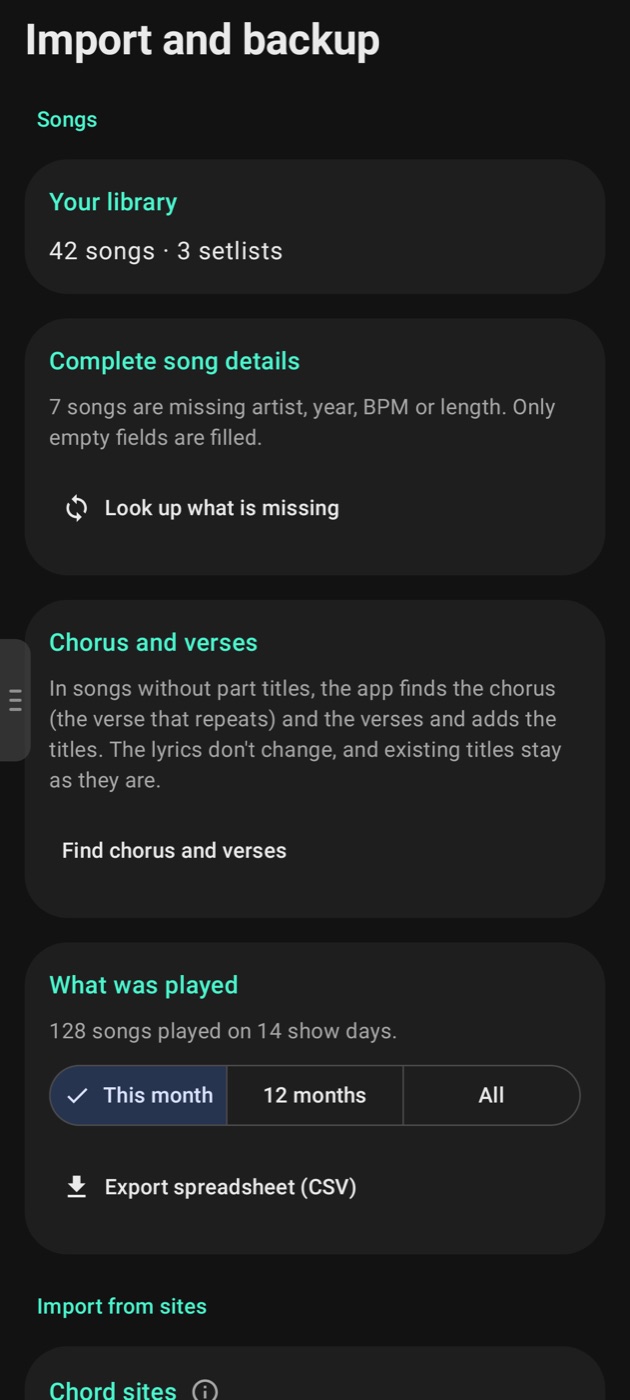 Import and backup
Songs
Your library
42 songs · 3 setlists
Complete song details
7 songs are missing artist, year, BPM or length. Only
empty fields are filled.
Look up what is missing
Chorus and verses
In songs without part titles, the app finds the chorus
(the verse that repeats) and the verses and adds the
titles. The lyrics don't change, and existing titles stay
as they are.
Find chorus and verses
What was played
128 songs played on 14 show days.
This month 12 months All
Export spreadsheet (CSV)
Import from sites
Chord sites